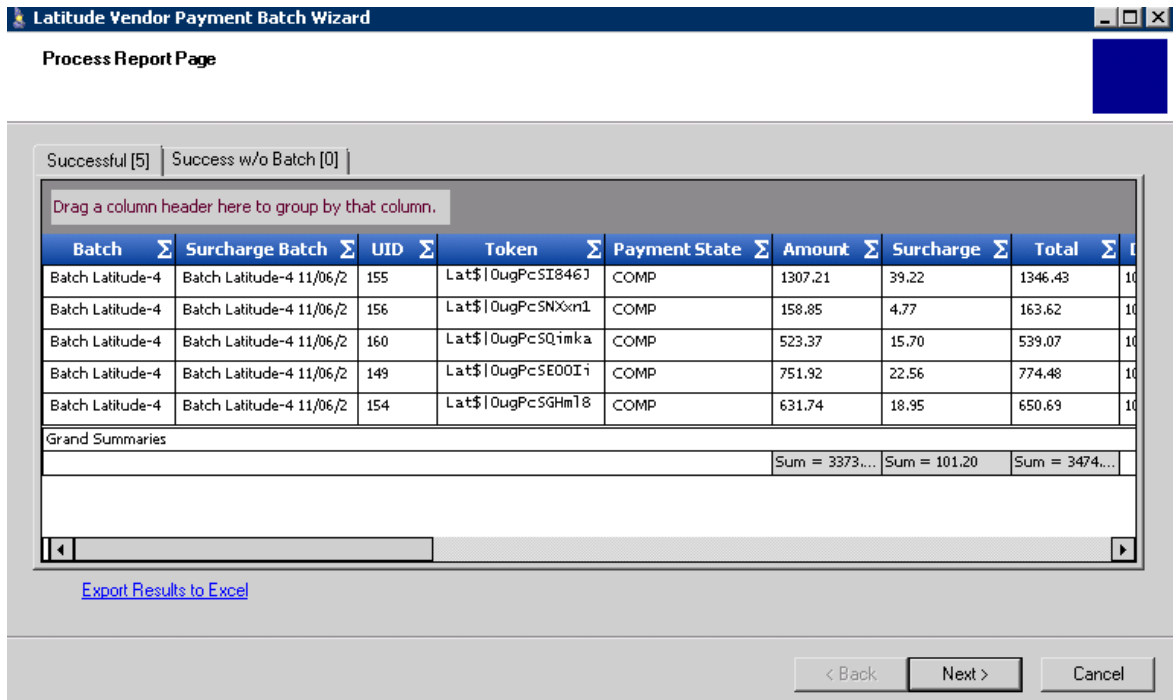 Latitude Vendor Payment Batch Wizard
Process Report Page
Successful [5] Success w/o Batch [0]
Drag a column header here to group by that column.
Batch Σ Surcharge Batch Σ UID Σ Token Σ Payment State Σ Amount Σ Surcharge Σ Total Σ
Batch Latitude-4 Batch Latitude-4 11/06/2 155 Lat$|OugPcSI846J COMP 1307.21 39.22 1346.43 10
Batch Latitude-4 Batch Latitude-4 11/06/2 156 Lat$|OugPcSNXxn1 COMP 158.85 4.77 163.62 10
Batch Latitude-4 Batch Latitude-4 11/06/2 160 Lat$|OugPcSQimka COMP 523.37 15.70 539.07 10
Batch Latitude-4 Batch Latitude-4 11/06/2 149 Lat$|OugPcSEOOIi COMP 751.92 22.56 774.48 10
Batch Latitude-4 Batch Latitude-4 11/06/2 154 Lat$|OugPcSGHml8 COMP 631.74 18.95 650.69 10
Grand Summaries
Sum = 3373.... Sum = 101.20 Sum = 3474....
Export Results to Excel
< Back Next > Cancel